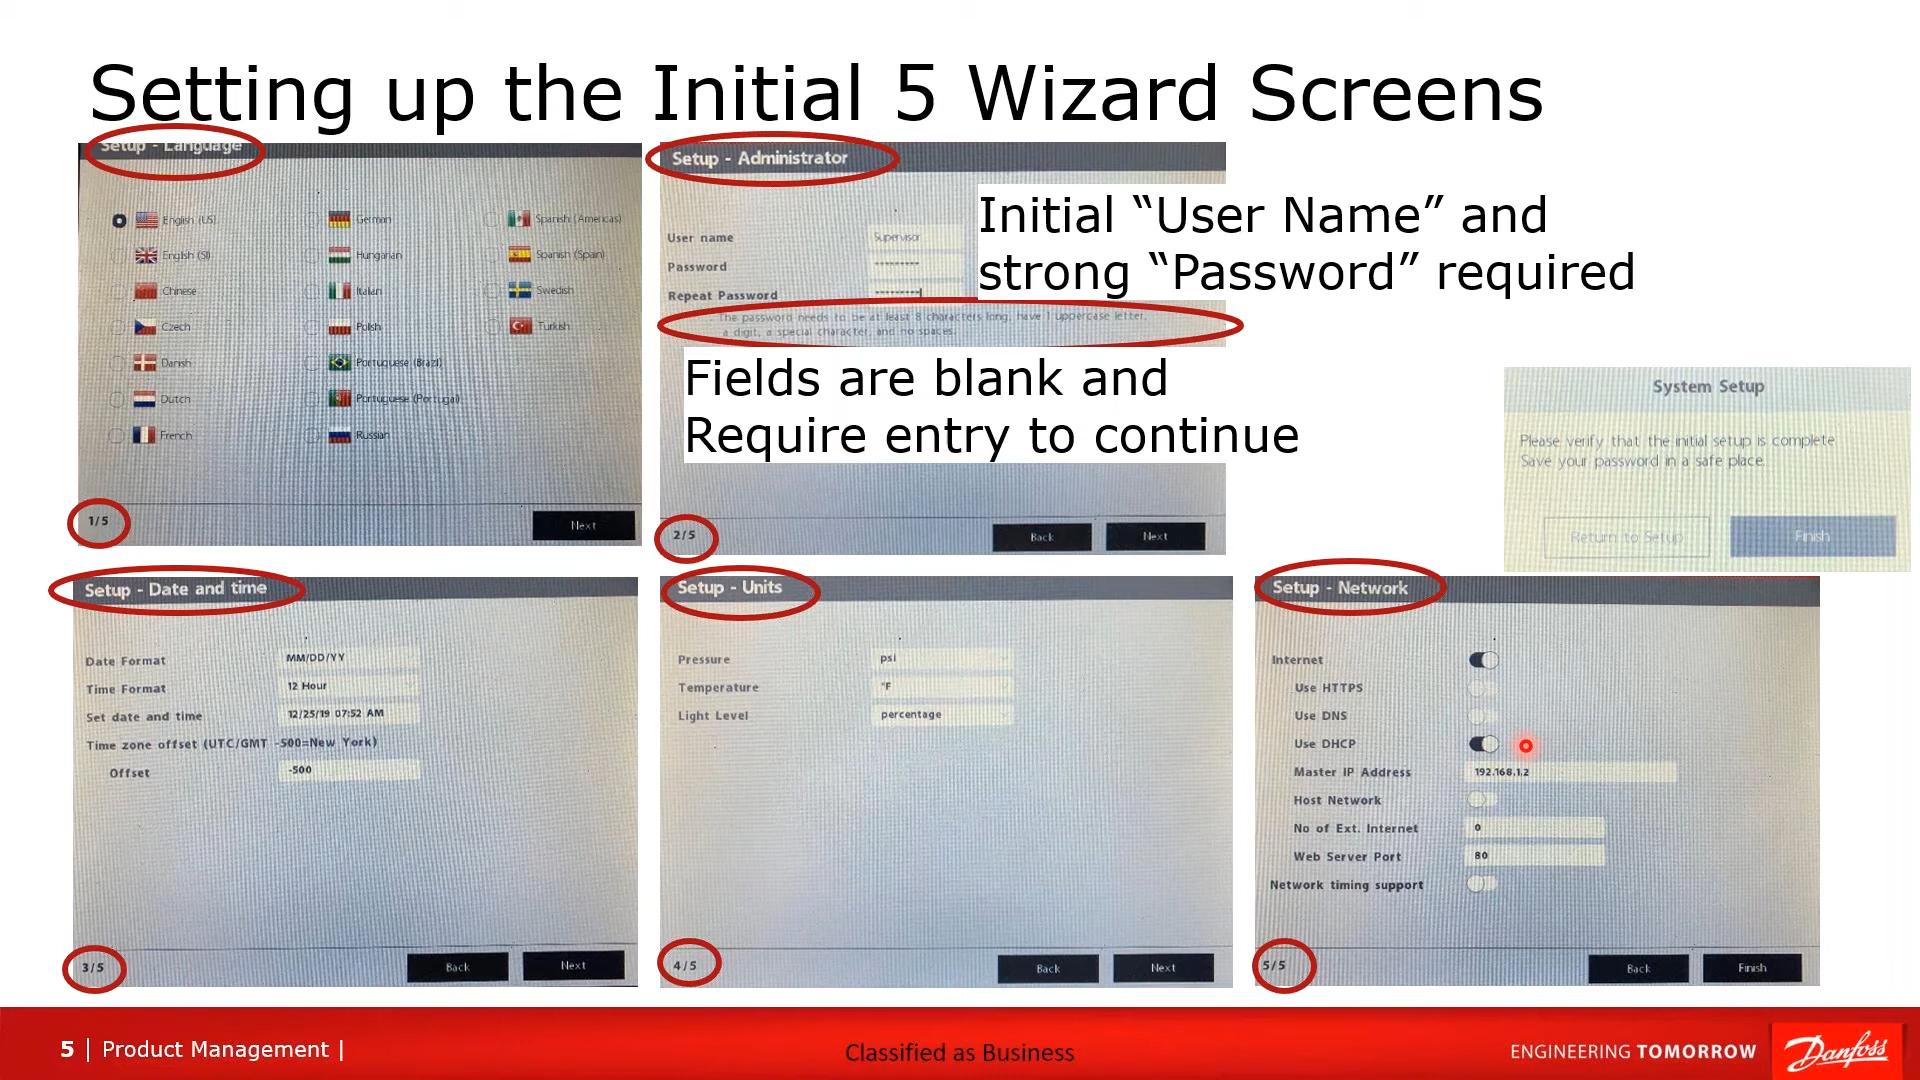 Setting up the Initial 5 Wizard Screens
Setup - Language
English (US)
English (SI)
Chinese
Czech
Danish
Dutch
French
German
Hungarian
Italian
Polish
Portuguese (Brazil)
Portuguese (Portugal)
Russian
Spanish (Americas)
Spanish (Spain)
Swedish
Turkish
1/5
Next
Setup - Administrator
Initial “User Name” and
strong “Password” required
User name Supervisor
Password *********
Repeat Password *********
The password needs to be at least 8 characters long, have 1 uppercase letter,
a digit, a special character, and no spaces.
Fields are blank and
Require entry to continue
2/5
Back
Next
System Setup
Please verify that the initial setup is complete
Save your password in a safe place.
Return to Setup
Finish
Setup - Date and time
Date Format MM/DD/YY
Time Format 12 Hour
Set date and time 12/25/19 07:52 AM
Time zone offset (UTC/GMT -500=New York)
Offset -500
3/5
Back
Next
Setup - Units
Pressure psi
Temperature °F
Light Level percentage
4/5
Back
Next
Setup - Network
Internet
Use HTTPS
Use DNS
Use DHCP
Master IP Address 192.168.1.2
Host Network
No of Ext. Internet 0
Web Server Port 80
Network timing support
5/5
Back
Finish
5 | Product Management |
Classified as Business
ENGINEERING TOMORROW
Danfoss